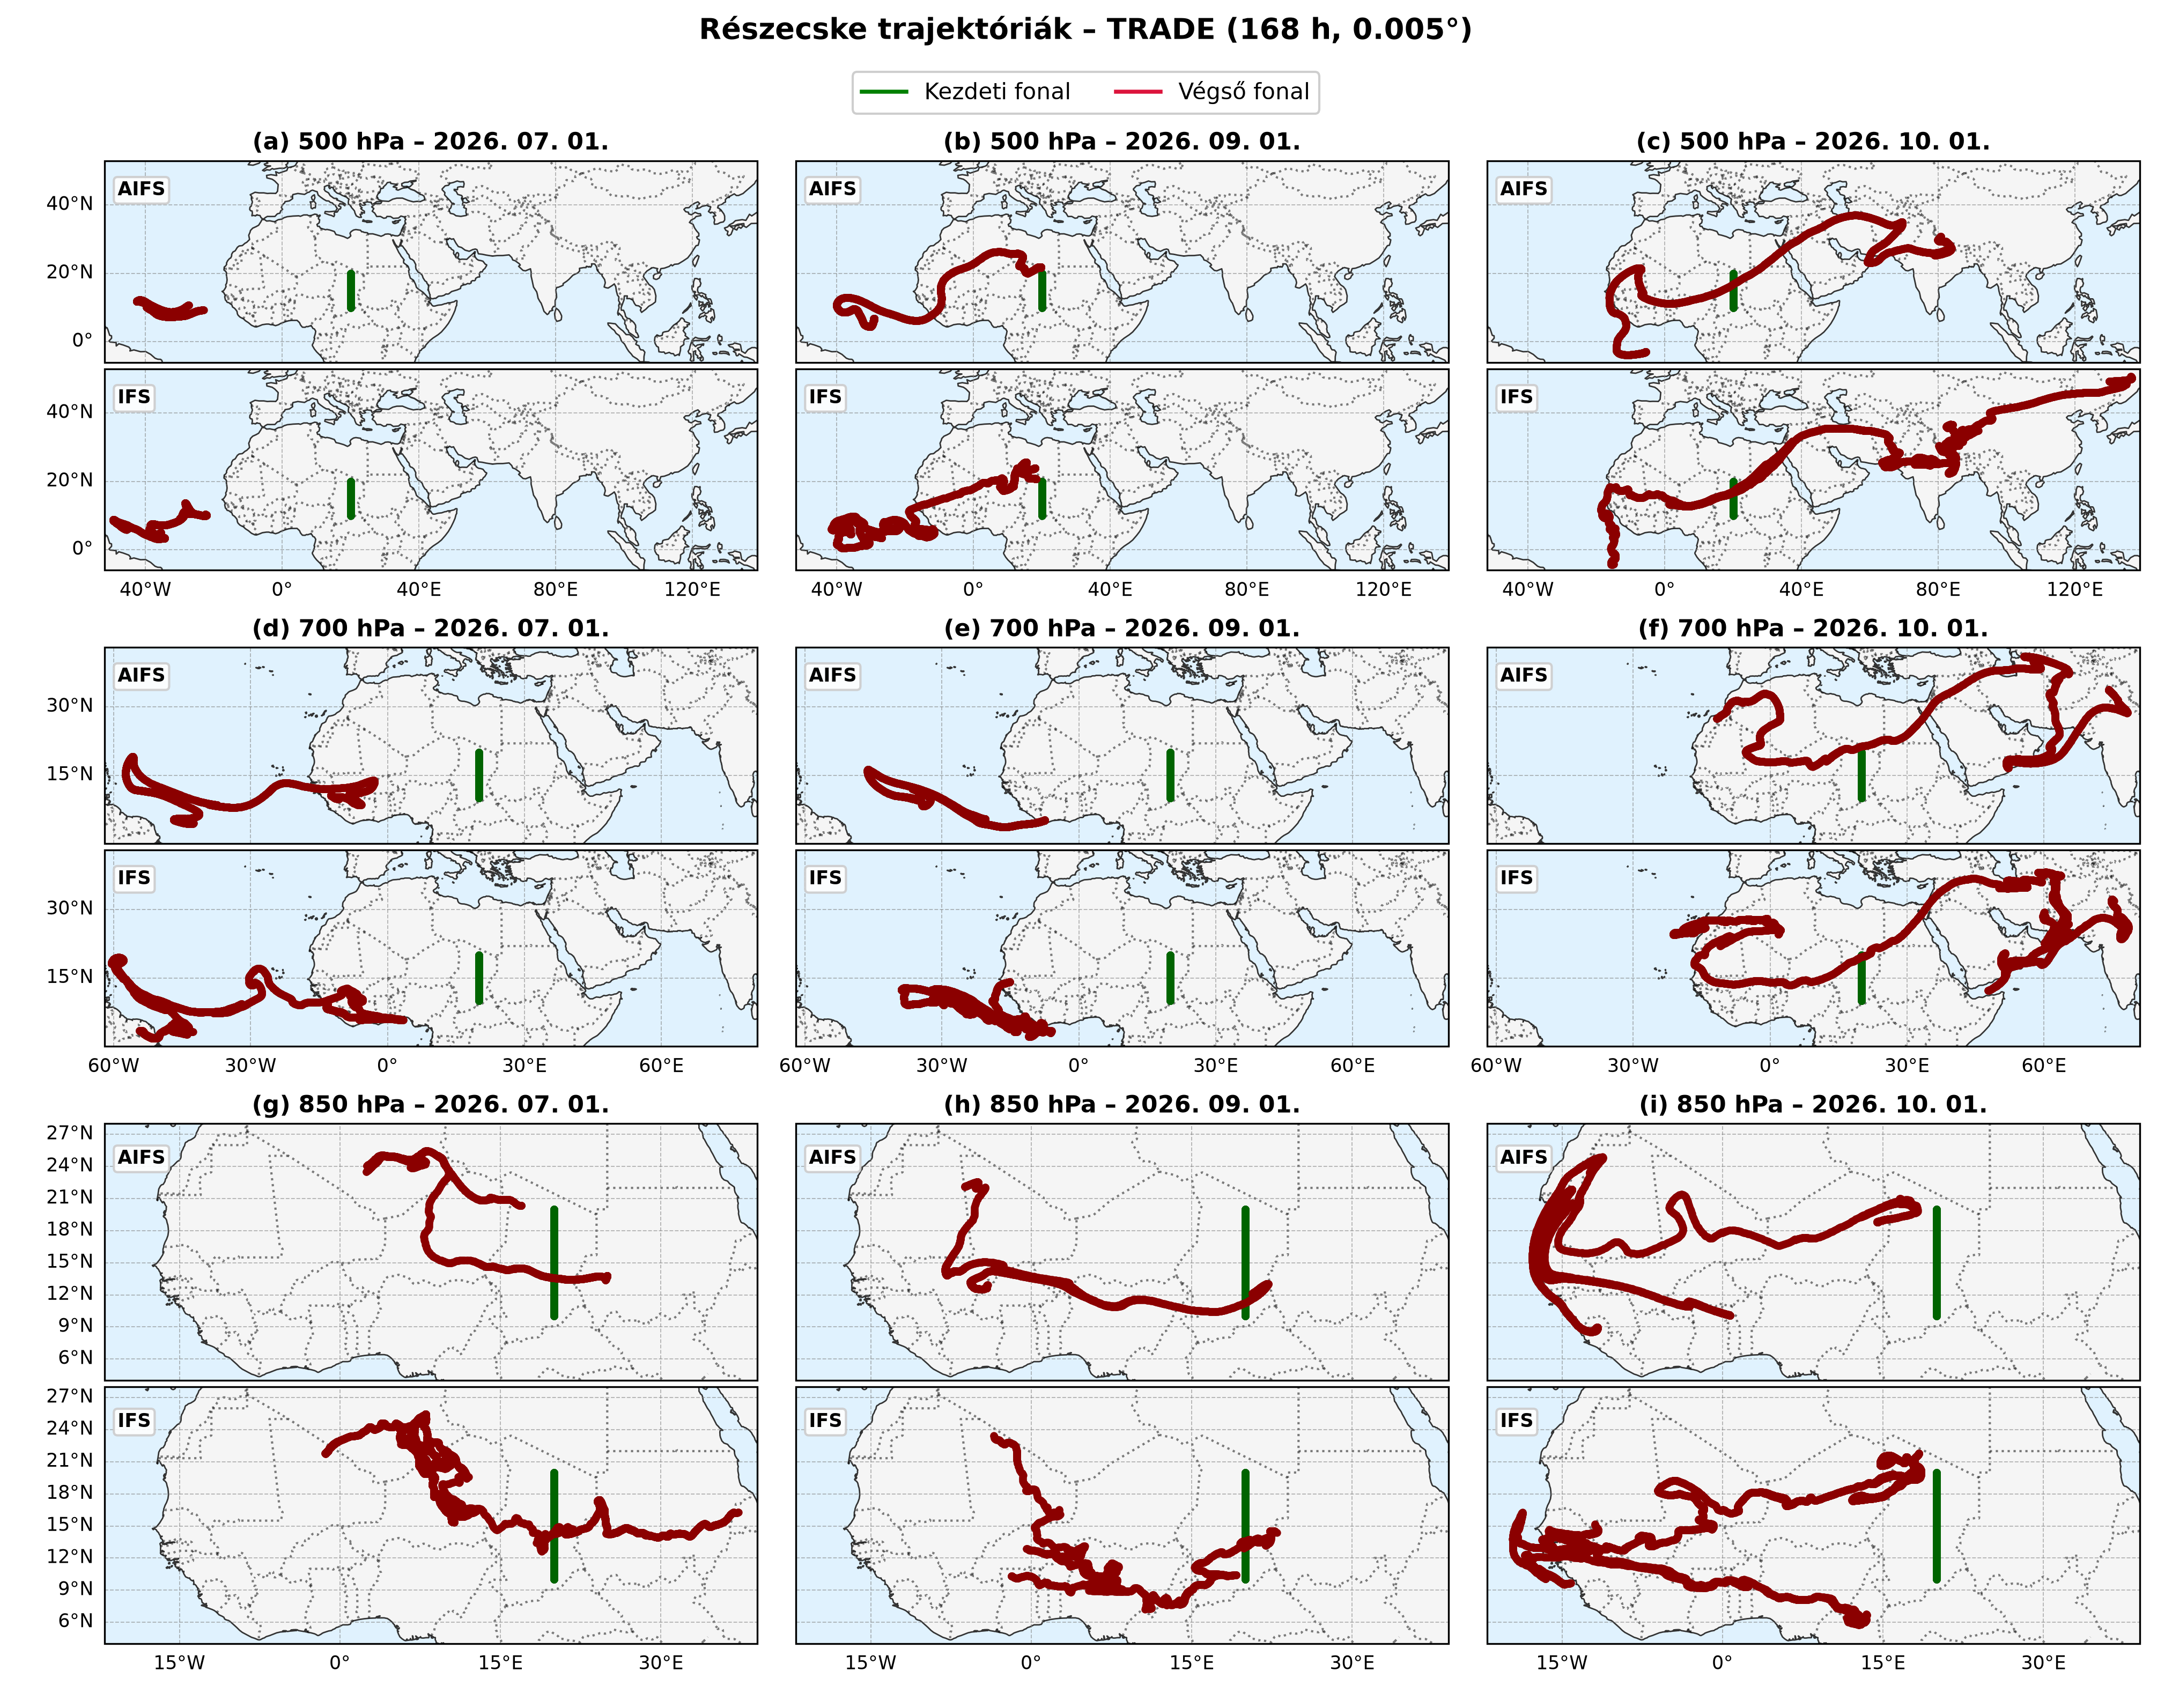 Részecske trajektóriák – TRADE (168 h, 0.005°)
Kezdeti fonal Végső fonal
(a) 500 hPa – 2026. 07. 01. (b) 500 hPa – 2026. 09. 01. (c) 500 hPa – 2026. 10. 01.
AIFS AIFS AIFS
40°N
20°N
0°
IFS IFS IFS
40°N
20°N
0°
40°W 0° 40°E 80°E 120°E 40°W 0° 40°E 80°E 120°E 40°W 0° 40°E 80°E 120°E
(d) 700 hPa – 2026. 07. 01. (e) 700 hPa – 2026. 09. 01. (f) 700 hPa – 2026. 10. 01.
AIFS AIFS AIFS
30°N
15°N
IFS IFS IFS
30°N
15°N
60°W 30°W 0° 30°E 60°E 60°W 30°W 0° 30°E 60°E 60°W 30°W 0° 30°E 60°E
(g) 850 hPa – 2026. 07. 01. (h) 850 hPa – 2026. 09. 01. (i) 850 hPa – 2026. 10. 01.
27°N
AIFS AIFS AIFS
24°N
21°N
18°N
15°N
12°N
9°N
6°N
27°N
IFS IFS IFS
24°N
21°N
18°N
15°N
12°N
9°N
6°N
15°W 0° 15°E 30°E 15°W 0° 15°E 30°E 15°W 0° 15°E 30°E